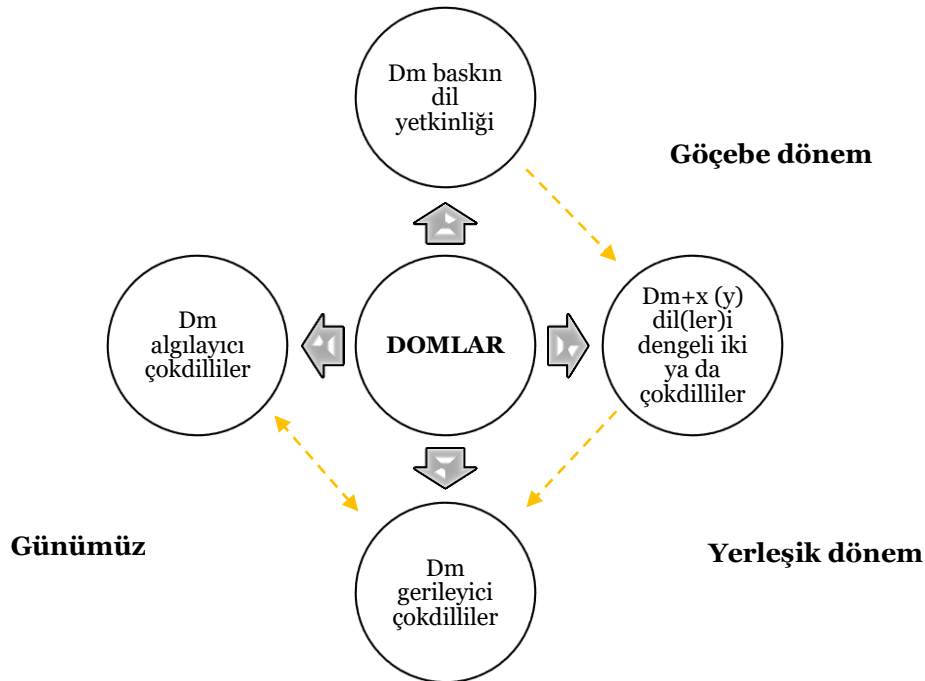 Dm baskın
dil
yetkinliği
Göçebe dönem
Dm
algılayıcı
çokdilliler
DOMLAR
Dm+x (y)
dil(ler)i
dengeli iki
ya da
çokdilliler
Günümüz
Yerleşik dönem
Dm
gerileyici
çokdilliler